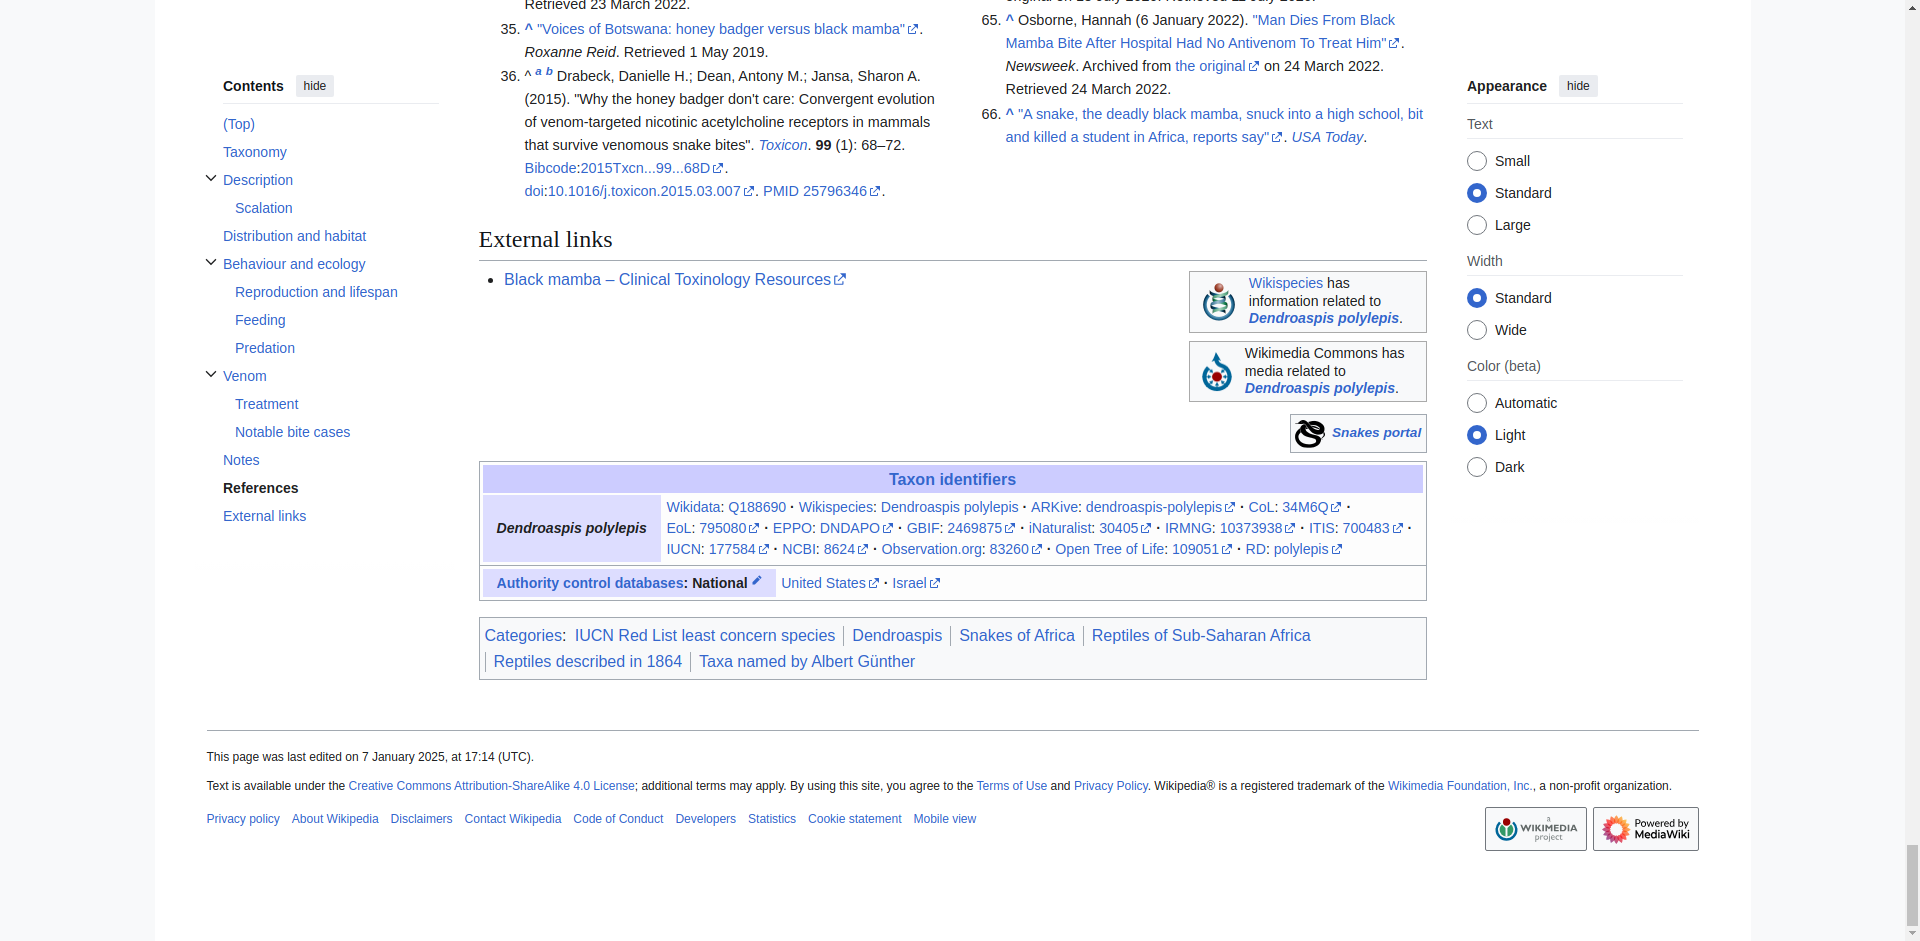 Contents hide
(Top)
Taxonomy
Description
Scalation
Distribution and habitat
Behaviour and ecology
Reproduction and lifespan
Feeding
Predation
Venom
Treatment
Notable bite cases
Notes
References
External links
Retrieved 23 March 2022.
35. ^ "Voices of Botswana: honey badger versus black mamba".
Roxanne Reid. Retrieved 1 May 2019.
36. ^ a b Drabeck, Danielle H.; Dean, Antony M.; Jansa, Sharon A.
(2015). "Why the honey badger don't care: Convergent evolution
of venom-targeted nicotinic acetylcholine receptors in mammals
that survive venomous snake bites". Toxicon. 99 (1): 68–72.
Bibcode:2015Txcn...99...68D.
doi:10.1016/j.toxicon.2015.03.007. PMID 25796346.
65. ^ Osborne, Hannah (6 January 2022). "Man Dies From Black
Mamba Bite After Hospital Had No Antivenom To Treat Him".
Newsweek. Archived from the original on 24 March 2022.
Retrieved 24 March 2022.
66. ^ "A snake, the deadly black mamba, snuck into a high school, bit
and killed a student in Africa, reports say". USA Today.
External links
Black mamba – Clinical Toxinology Resources
Wikispecies has
information related to
Dendroaspis polylepis.
Wikimedia Commons has
media related to
Dendroaspis polylepis.
Snakes portal
Taxon identifiers
Dendroaspis polylepis
Wikidata: Q188690 · Wikispecies: Dendroaspis polylepis · ARKive: dendroaspis-polylepis · CoL: 34M6Q ·
EoL: 795080 · EPPO: DNDAPO · GBIF: 2469875 · iNaturalist: 30405 · IRMNG: 10373938 · ITIS: 700483 ·
IUCN: 177584 · NCBI: 8624 · Observation.org: 83260 · Open Tree of Life: 109051 · RD: polylepis
Authority control databases: National United States · Israel
Categories: IUCN Red List least concern species | Dendroaspis | Snakes of Africa | Reptiles of Sub-Saharan Africa
| Reptiles described in 1864 | Taxa named by Albert Günther
Appearance hide
Text
Small
Standard
Large
Width
Standard
Wide
Color (beta)
Automatic
Light
Dark
This page was last edited on 7 January 2025, at 17:14 (UTC).
Text is available under the Creative Commons Attribution-ShareAlike 4.0 License; additional terms may apply. By using this site, you agree to the Terms of Use and Privacy Policy. Wikipedia® is a registered trademark of the Wikimedia Foundation, Inc., a non-profit organization.
Privacy policy About Wikipedia Disclaimers Contact Wikipedia Code of Conduct Developers Statistics Cookie statement Mobile view
a
WIKIMEDIA
project
Powered by
MediaWiki